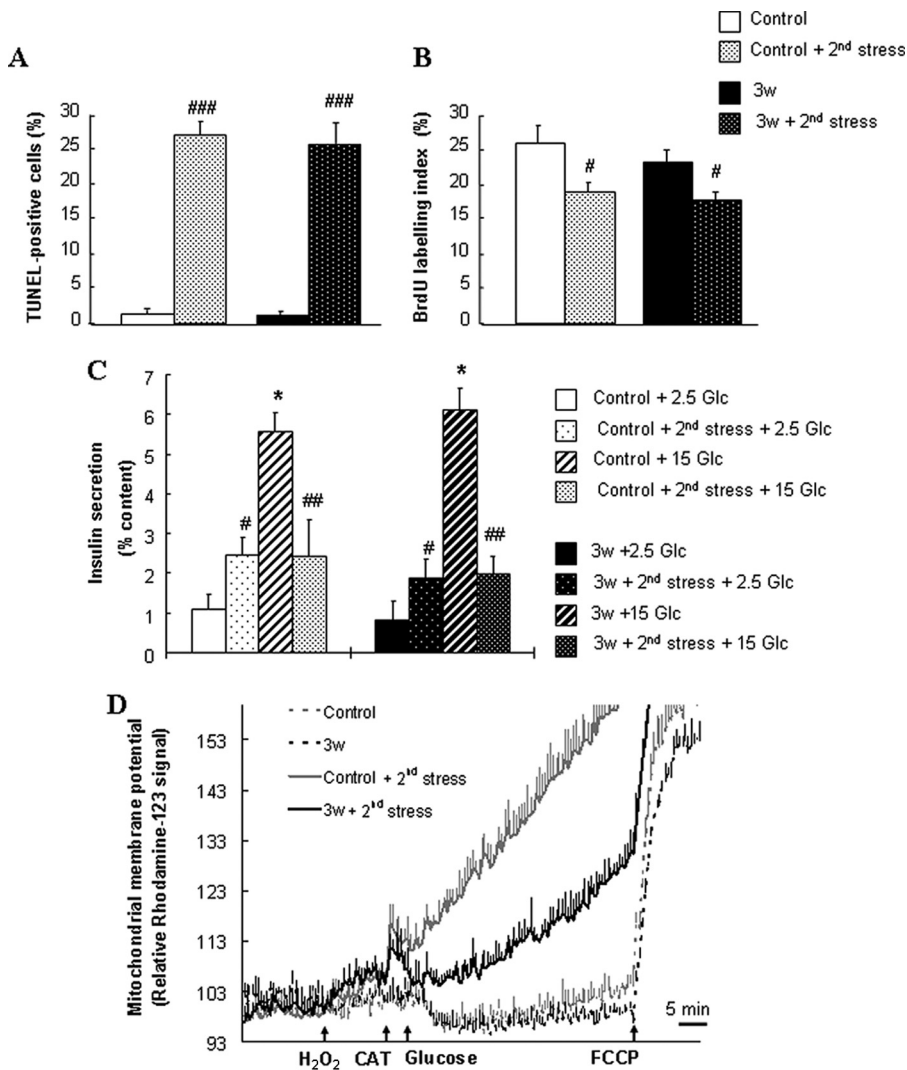 Control
Control + 2nd stress
3w
3w + 2nd stress
A
B
TUNEL-positive cells (%)
30
25
20
15
10
5
0
###
###
BrdU labelling index (%)
30
25
20
15
10
5
0
#
#
C
Insulin secretion
(% content)
7
6
5
4
3
2
1
0
#
*
##
#
*
##
Control + 2.5 Glc
Control + 2nd stress + 2.5 Glc
Control + 15 Glc
Control + 2nd stress + 15 Glc
3w +2.5 Glc
3w + 2nd stress + 2.5 Glc
3w +15 Glc
3w + 2nd stress + 15 Glc
D
Mitochondrial membrane potential
(Relative Rhodamine-123 signal)
153
143
133
123
113
103
93
Control
3w
Control + 2nd stress
3w + 2nd stress
5 min
H2O2 CAT Glucose FCCP